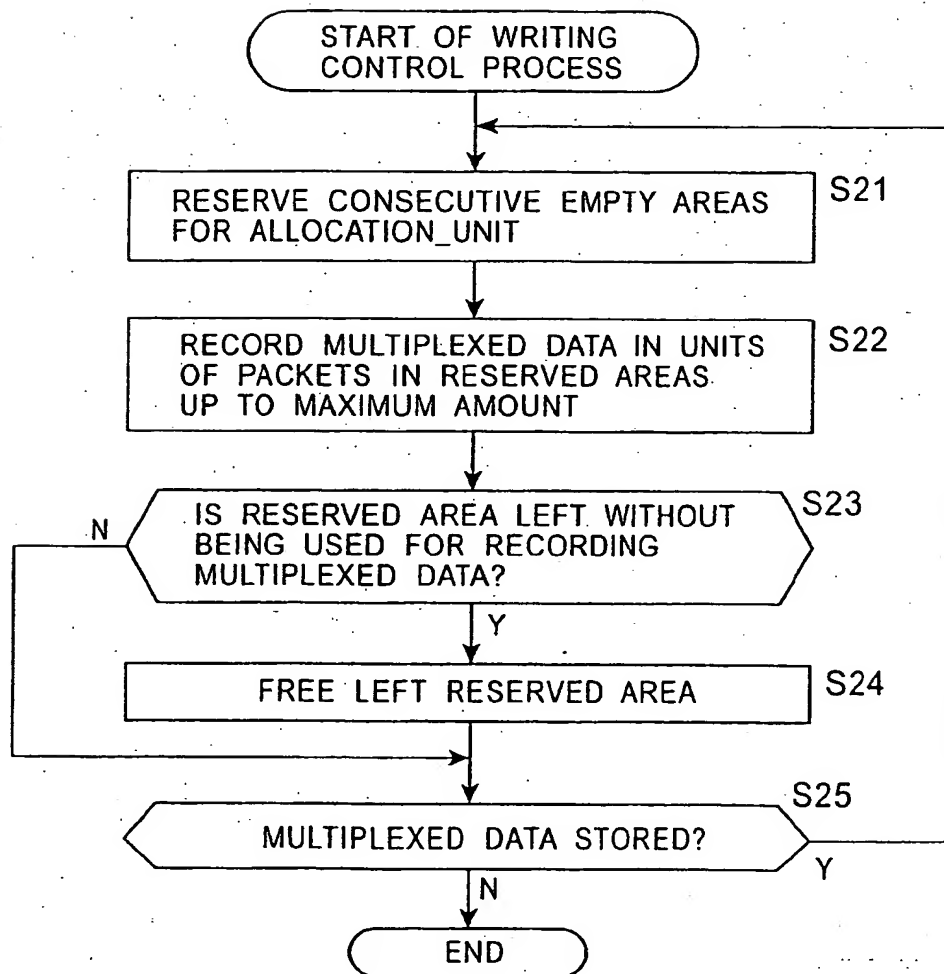 START OF WRITING
CONTROL PROCESS
RESERVE CONSECUTIVE EMPTY AREAS
FOR ALLOCATION_UNIT
S21
RECORD MULTIPLEXED DATA IN UNITS
OF PACKETS IN RESERVED AREAS
UP TO MAXIMUM AMOUNT
S22
IS RESERVED AREA LEFT WITHOUT
BEING USED FOR RECORDING
MULTIPLEXED DATA?
S23
N
Y
FREE LEFT RESERVED AREA
S24
MULTIPLEXED DATA STORED?
S25
Y
N
END